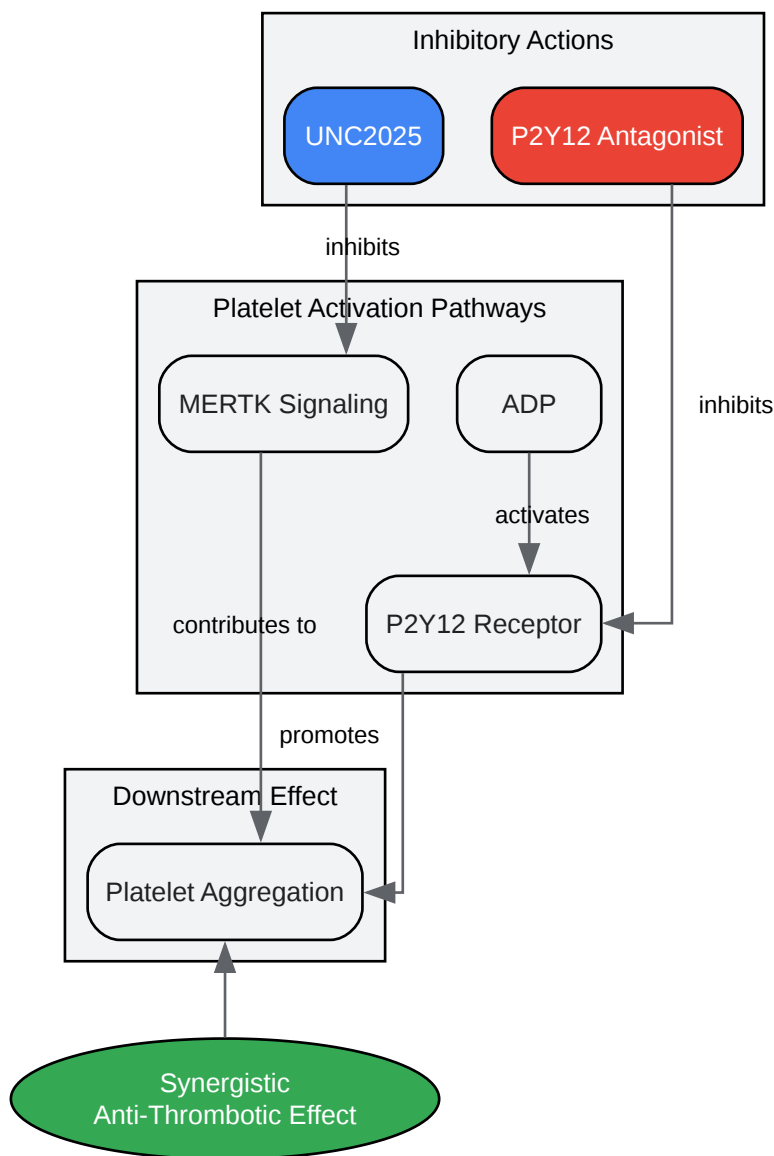 Inhibitory Actions
UNC2025
P2Y12 Antagonist
inhibits
Platelet Activation Pathways
MERTK Signaling
ADP
inhibits
activates
contributes to
P2Y12 Receptor
promotes
Downstream Effect
Platelet Aggregation
Synergistic
Anti-Thrombotic Effect